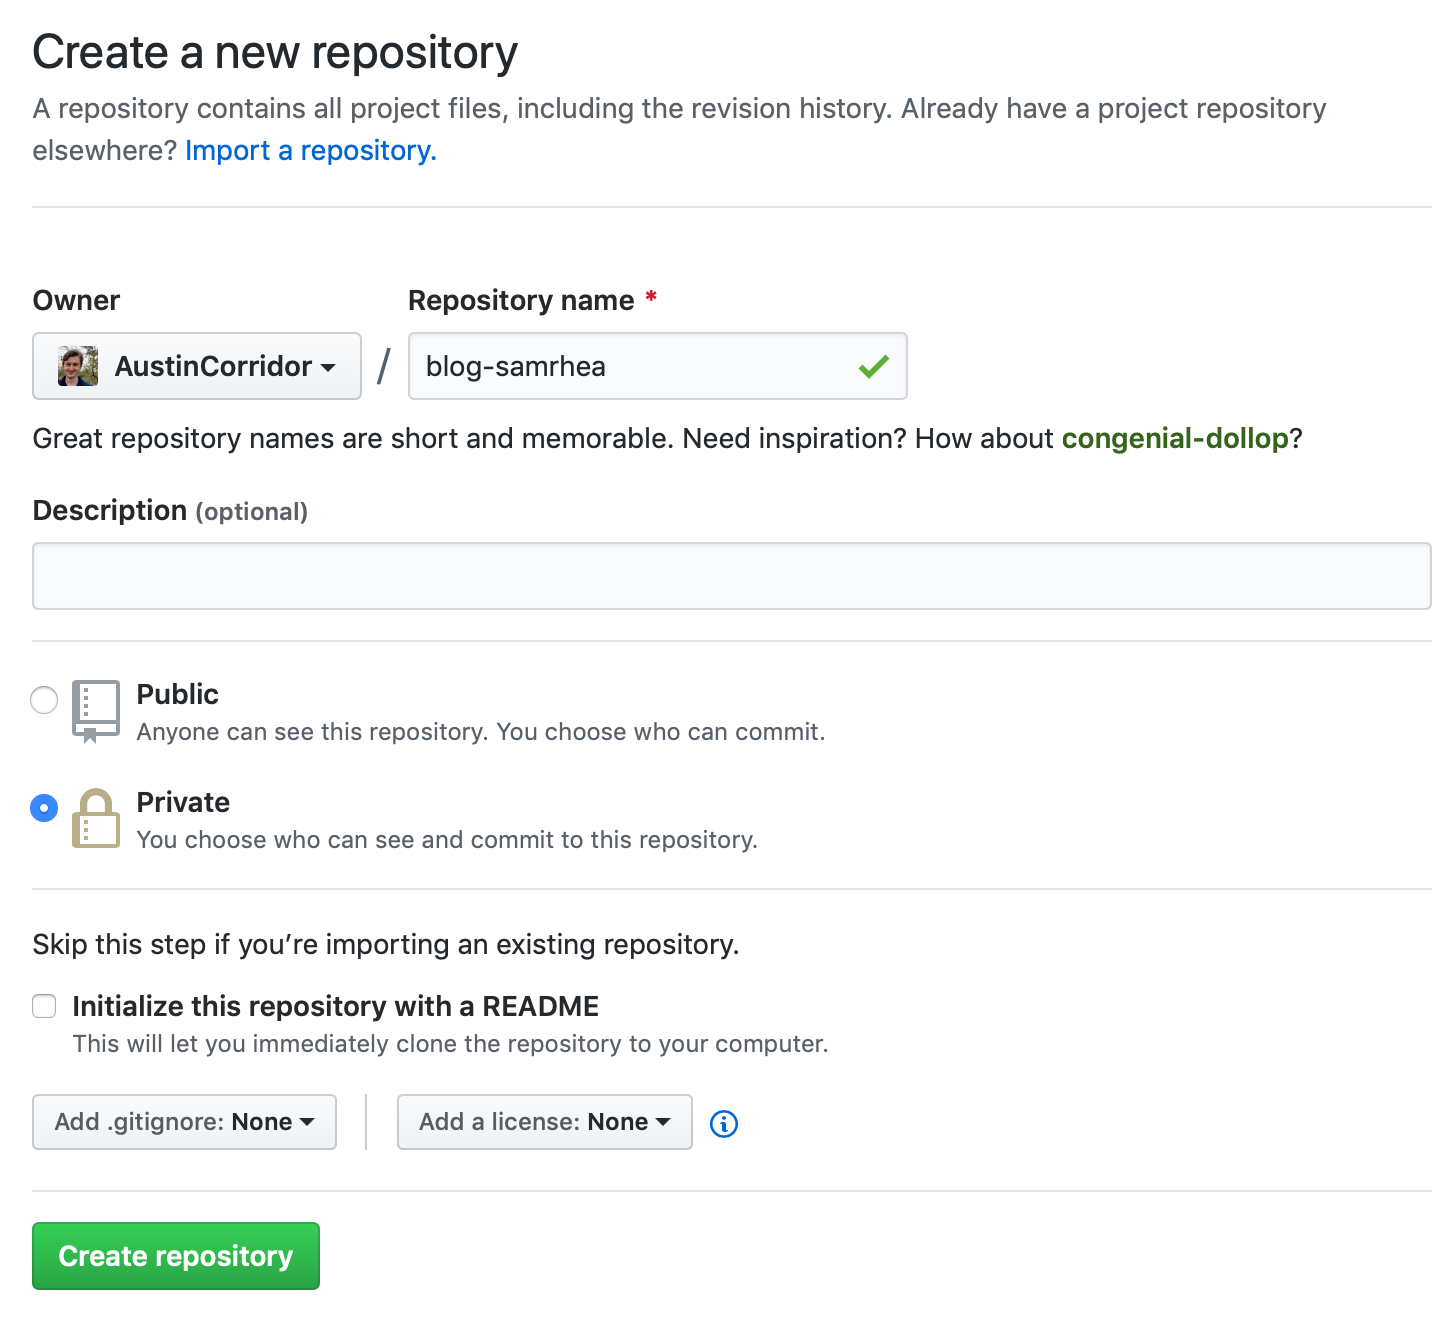 Create a new repository
A repository contains all project files, including the revision history. Already have a project repository
elsewhere? Import a repository.
Owner
Repository name *
AustinCorridor
/
blog-samrhea
Great repository names are short and memorable. Need inspiration? How about congenial-dollop?
Description (optional)
Public
Anyone can see this repository. You choose who can commit.
Private
You choose who can see and commit to this repository.
Skip this step if you’re importing an existing repository.
Initialize this repository with a README
This will let you immediately clone the repository to your computer.
Add .gitignore: None
Add a license: None
Create repository